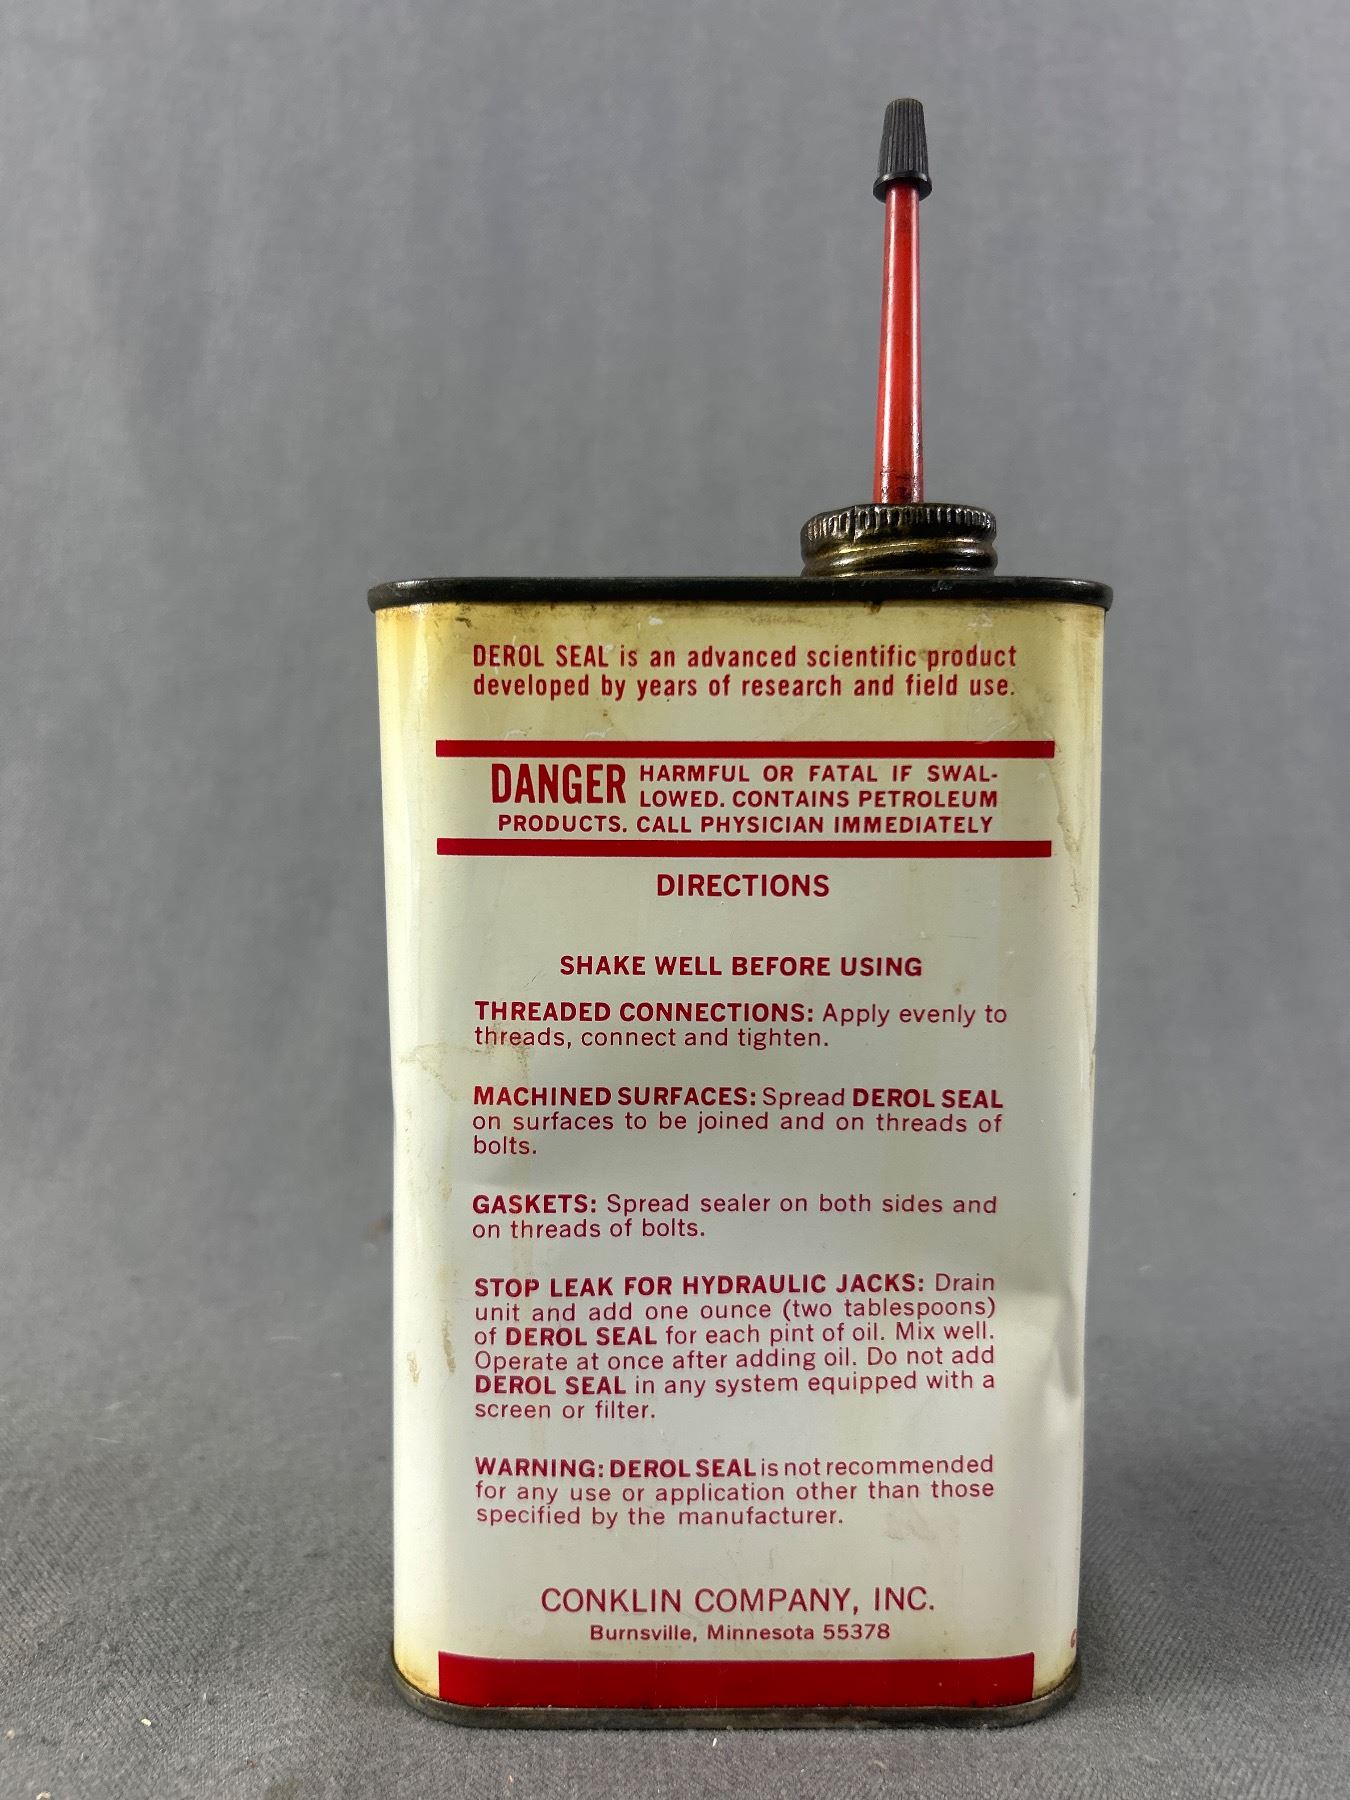 DEROL SEAL is an advanced scientific product
developed by years of research and field use.
DANGER HARMFUL OR FATAL IF SWAL-
LOWED. CONTAINS PETROLEUM
PRODUCTS. CALL PHYSICIAN IMMEDIATELY
DIRECTIONS
SHAKE WELL BEFORE USING
THREADED CONNECTIONS: Apply evenly to
threads, connect and tighten.
MACHINED SURFACES: Spread DEROL SEAL
on surfaces to be joined and on threads of
bolts.
GASKETS: Spread sealer on both sides and
on threads of bolts.
STOP LEAK FOR HYDRAULIC JACKS: Drain
unit and add one ounce (two tablespoons)
of DEROL SEAL for each pint of oil. Mix well.
Operate at once after adding oil. Do not add
DEROL SEAL in any system equipped with a
screen or filter.
WARNING: DEROL SEAL is not recommended
for any use or application other than those
specified by the manufacturer.
CONKLIN COMPANY, INC.
Burnsville, Minnesota 55378